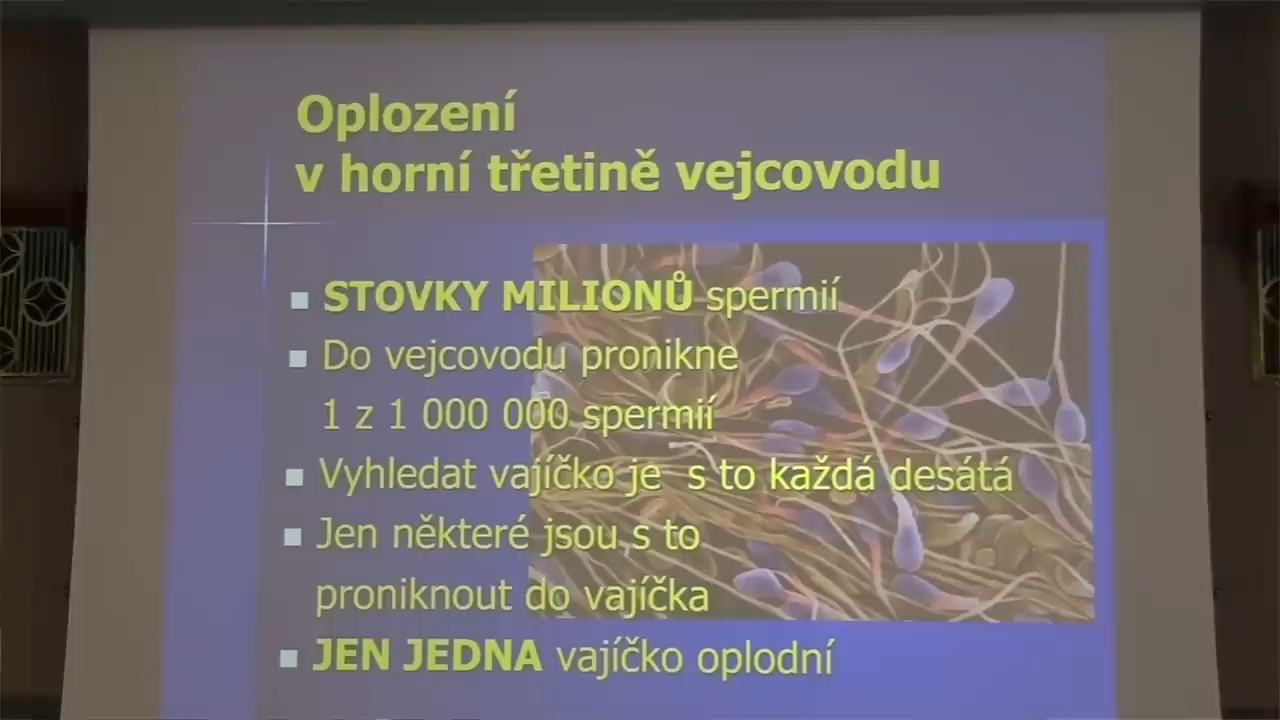 Oplození
v horní třetině vejcovodu
STOVKY MILIONŮ spermií
Do vejcovodu pronikne
1 z 1 000 000 spermií
Vyhledat vajíčko je s to každá desátá
Jen některé jsou s to
proniknout do vajíčka
JEN JEDNA vajíčko oplodní